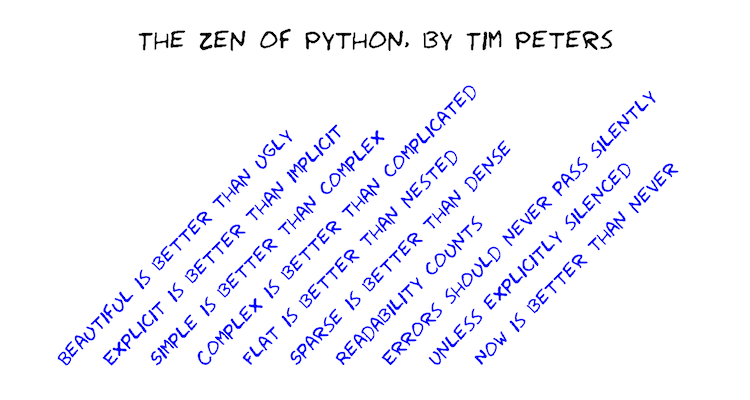 THE ZEN OF PYTHON, BY TIM PETERS
BEAUTIFUL IS BETTER THAN UGLY
EXPLICIT IS BETTER THAN IMPLICIT
SIMPLE IS BETTER THAN COMPLEX
COMPLEX IS BETTER THAN COMPLICATED
FLAT IS BETTER THAN NESTED
SPARSE IS BETTER THAN DENSE
READABILITY COUNTS
ERRORS SHOULD NEVER PASS SILENTLY
UNLESS EXPLICITLY SILENCED
NOW IS BETTER THAN NEVER